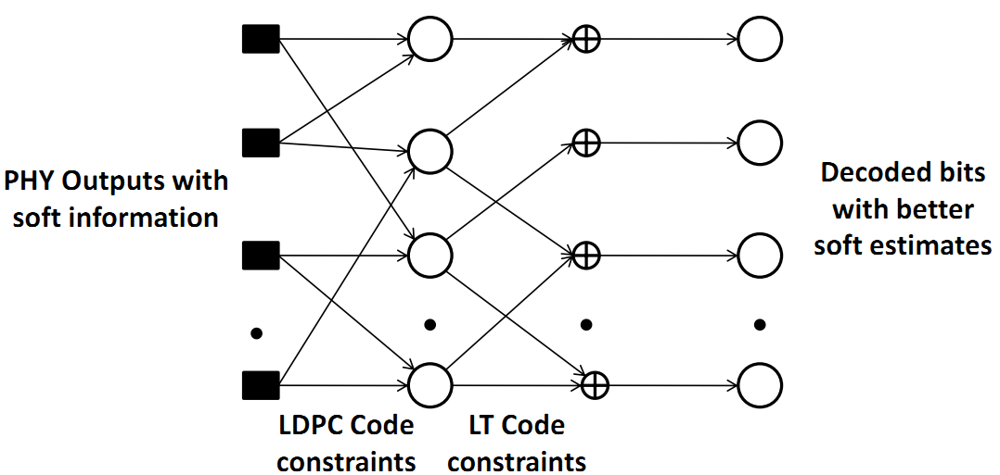 PHY Outputs with
soft information
LDPC Code
constraints
LT Code
constraints
Decoded bits
with better
soft estimates